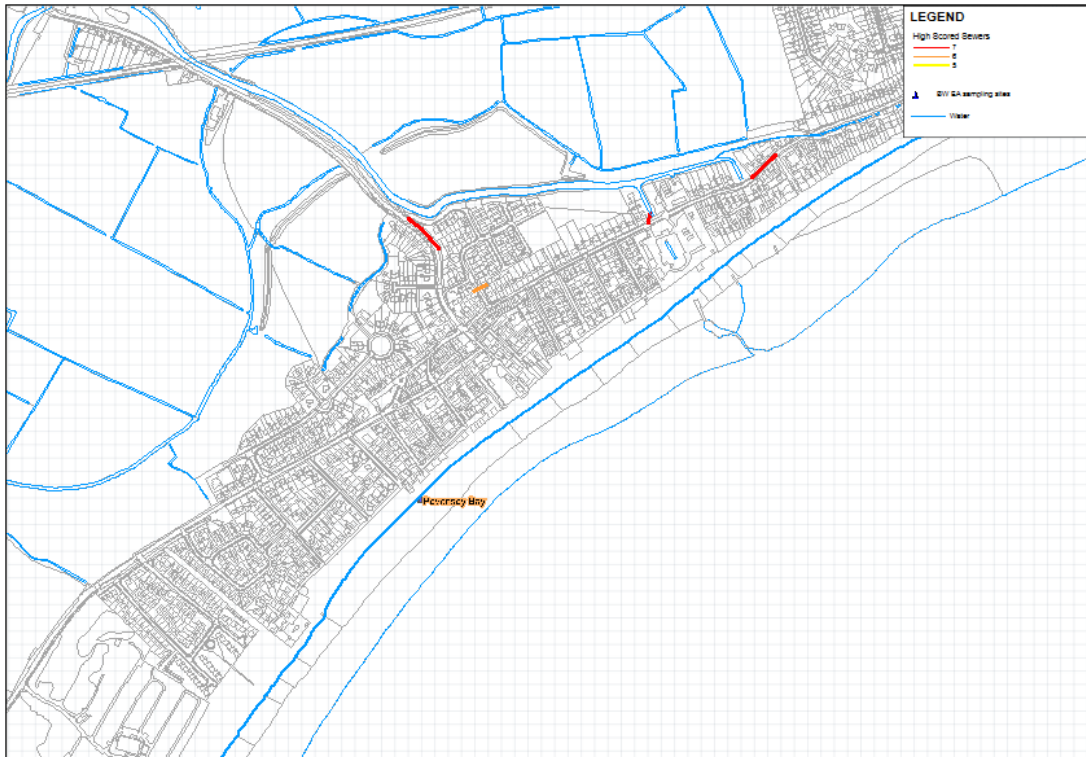 LEGEND
High Scored Sewers
7
6
5
BW EA sampling sites
Water
Pevensey Bay